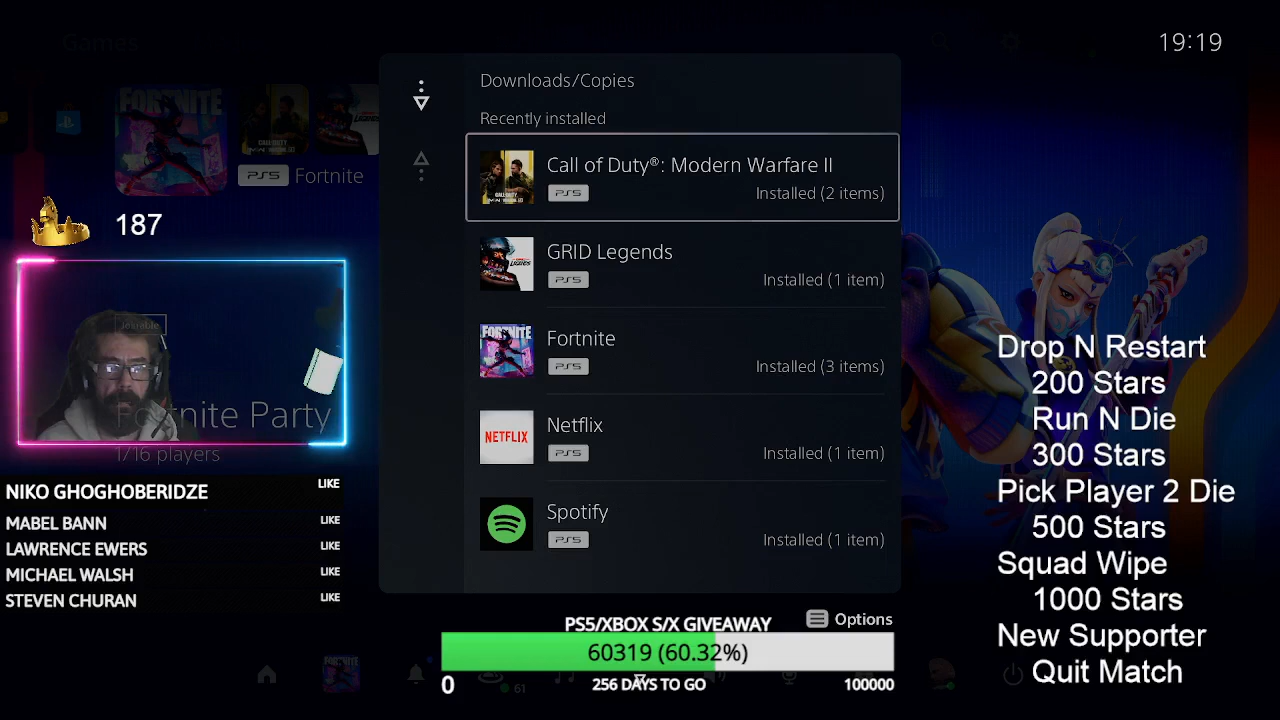 Games
19:19
Downloads/Copies
Recently installed
Call of Duty®: Modern Warfare II
PS5
Installed (2 items)
GRID Legends
PS5
Installed (1 item)
Fortnite
PS5
Installed (3 items)
Netflix
NETFLIX
PS5
Installed (1 item)
Spotify
PS5
Installed (1 item)
Options
FORTNITE
PS5 Fortnite
187
Joinable
Fortnite Party
1/16 players
NIKO GHOGHOBERIDZE LIKE
MABEL BANN LIKE
LAWRENCE EWERS LIKE
MICHAEL WALSH LIKE
STEVEN CHURAN LIKE
Drop N Restart
200 Stars
Run N Die
300 Stars
Pick Player 2 Die
500 Stars
Squad Wipe
1000 Stars
New Supporter
Quit Match
PS5/XBOX S/X GIVEAWAY
60319 (60.32%)
0 256 DAYS TO GO 100000
61